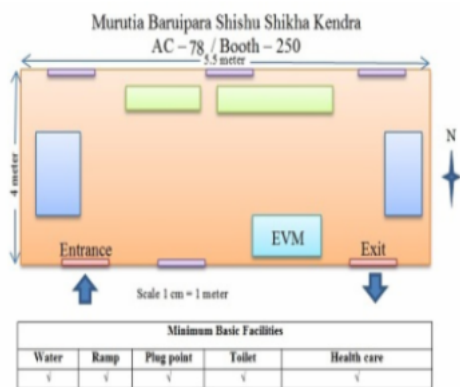 Murutia Baruipara Shishu Shikha Kendra
AC – 78 / Booth – 250
5.5 meter
4 meter
N
EVM
Entrance
Exit
Scale 1 cm = 1 meter
Minimum Basic Facilities
Water Ramp Plug point Toilet Health care
√ √ √ √ √